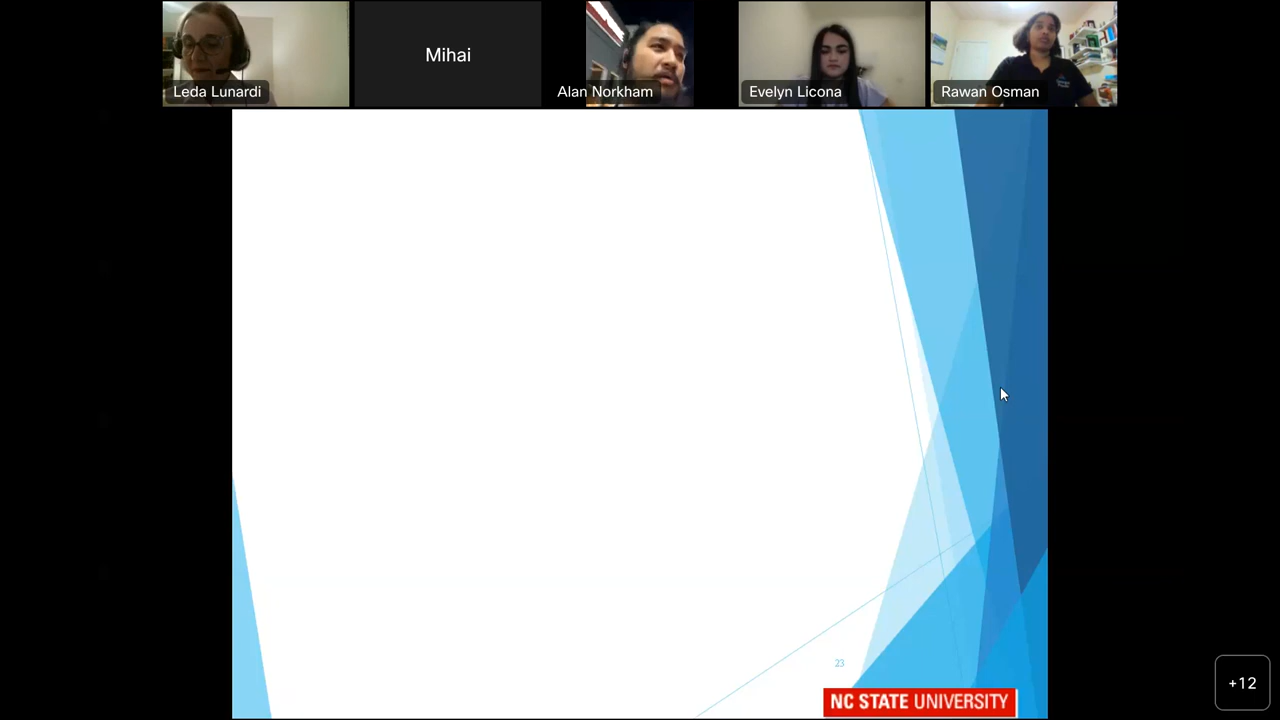 Leda Lunardi
Mihai
Alan Norkham
Evelyn Licona
Rawan Osman
23
NC STATE UNIVERSITY
+12